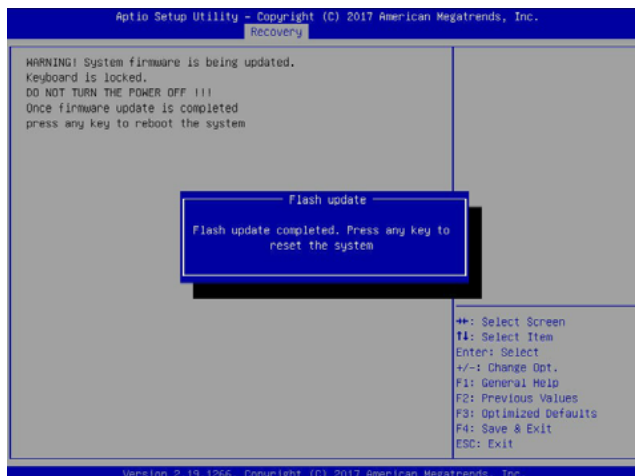 Aptio Setup Utility – Copyright (C) 2017 American Megatrends, Inc.
Recovery
WARNING! System firmware is being updated.
Keyboard is locked.
DO NOT TURN THE POWER OFF !!!
Once firmware update is completed
press any key to reboot the system
Flash update
Flash update completed. Press any key to
reset the system
→←: Select Screen
↑↓: Select Item
Enter: Select
+/-: Change Opt.
F1: General Help
F2: Previous Values
F3: Optimized Defaults
F4: Save & Exit
ESC: Exit
Version 2.19.1266. Copyright (C) 2017 American Megatrends, Inc.